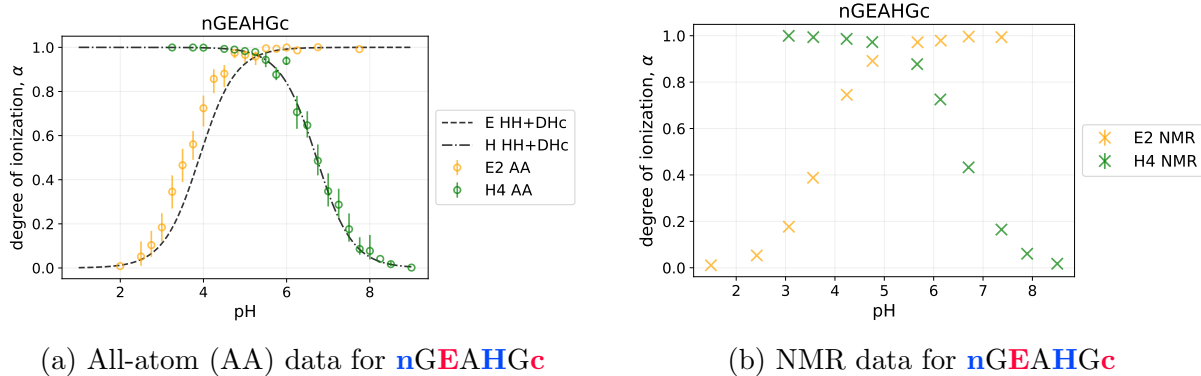 nGEAHGc
degree of ionization, α
1.0
0.8
0.6
0.4
0.2
0.0
2
4
6
8
pH
E HH+DHc
H HH+DHc
E2 AA
H4 AA
(a) All-atom (AA) data for nGEAHGc
nGEAHGc
degree of ionization, α
1.0
0.8
0.6
0.4
0.2
0.0
2
3
4
5
6
7
8
pH
E2 NMR
H4 NMR
(b) NMR data for nGEAHGc